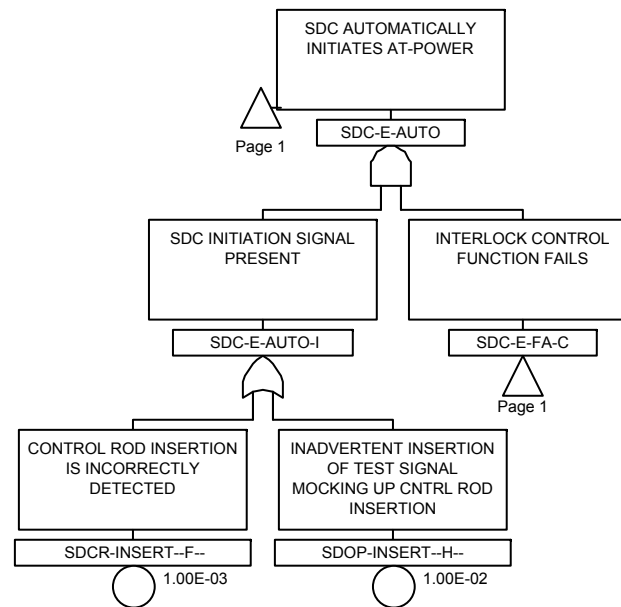 SDC AUTOMATICALLY
INITIATES AT-POWER
Page 1
SDC-E-AUTO
SDC INITIATION SIGNAL
PRESENT
SDC-E-AUTO-I
INTERLOCK CONTROL
FUNCTION FAILS
SDC-E-FA-C
Page 1
CONTROL ROD INSERTION
IS INCORRECTLY
DETECTED
SDCR-INSERT--F--
1.00E-03
INADVERTENT INSERTION
OF TEST SIGNAL
MOCKING UP CNTRL ROD
INSERTION
SDOP-INSERT--H--
1.00E-02